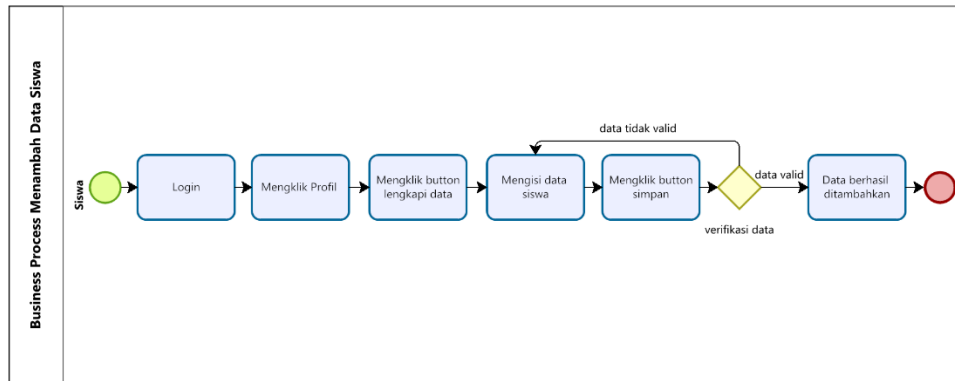 Business Process Menambah Data Siswa
Siswa
Login
Mengklik Profil
Mengklik button
lengkapi data
Mengisi data
siswa
Mengklik button
simpan
data tidak valid
verifikasi data
data valid
Data berhasil
ditambahkan